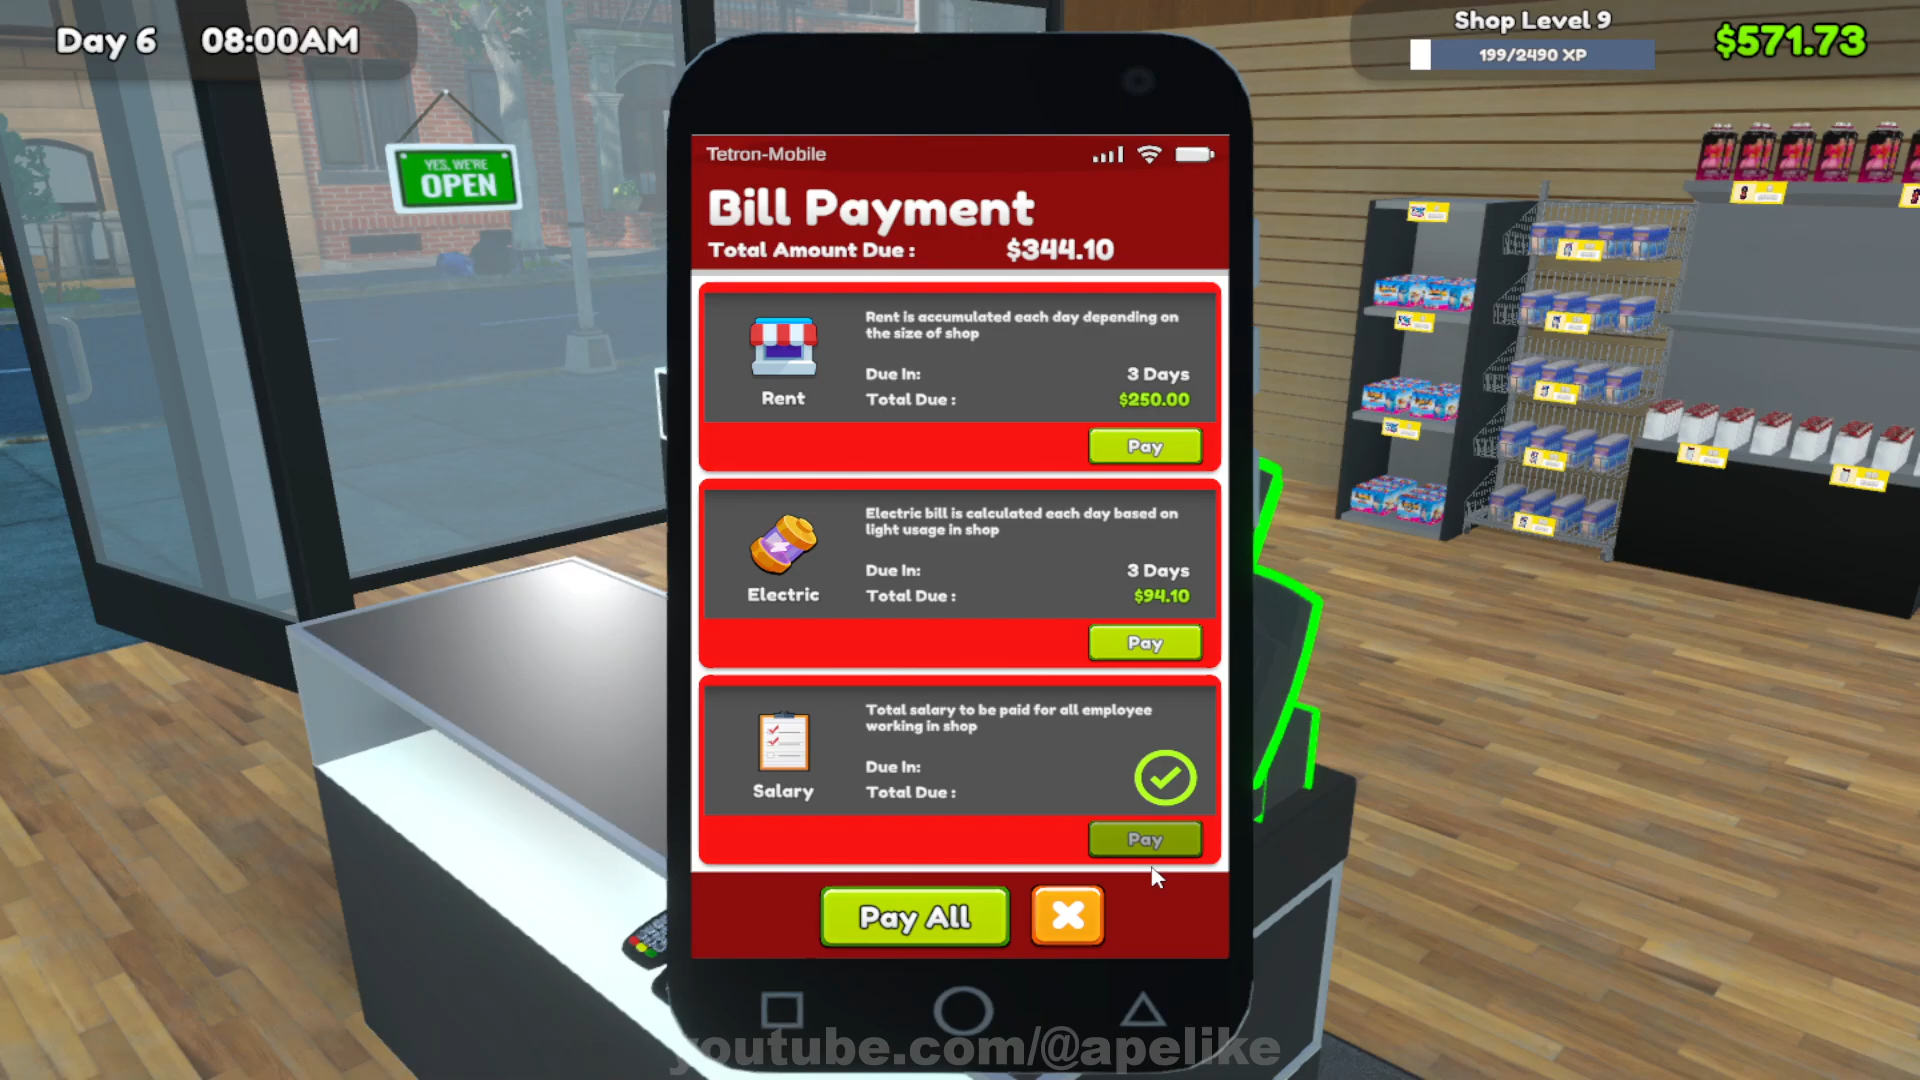 Day 6 08:00AM
Shop Level 9
199/2490 XP
$571.73
YES, WE'RE
OPEN
Tetron-Mobile
Bill Payment
Total Amount Due : $344.10
Rent is accumulated each day depending on
the size of shop
Due In: 3 Days
Total Due : $250.00
Rent
Pay
Electric bill is calculated each day based on
light usage in shop
Due In: 3 Days
Total Due : $94.10
Electric
Pay
Total salary to be paid for all employee
working in shop
Due In:
Total Due :
Salary
Pay
Pay All
youtube.com/@apelike